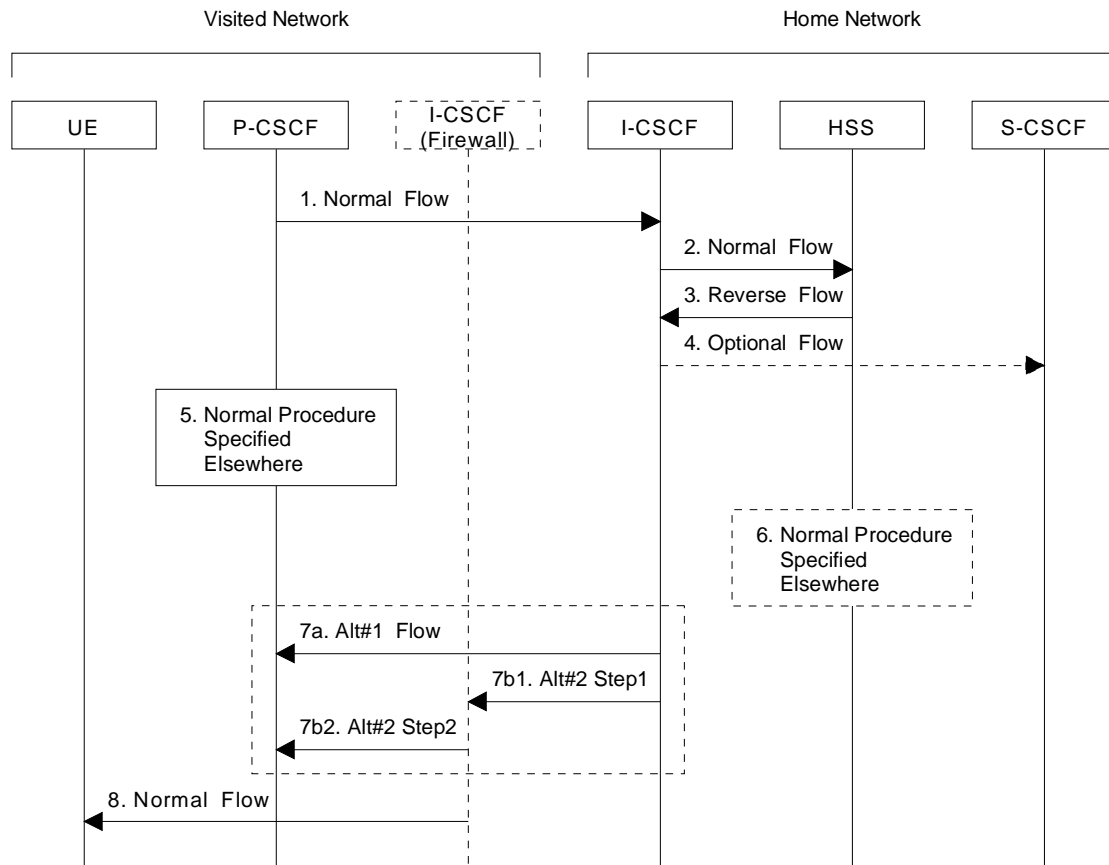 Visited Network
Home Network
UE
P-CSCF
I-CSCF
(Firewall)
I-CSCF
HSS
S-CSCF
1. Normal Flow
2. Normal Flow
3. Reverse Flow
4. Optional Flow
5. Normal Procedure
Specified
Elsewhere
6. Normal Procedure
Specified
Elsewhere
7a. Alt#1 Flow
7b1. Alt#2 Step1
7b2. Alt#2 Step2
8. Normal Flow